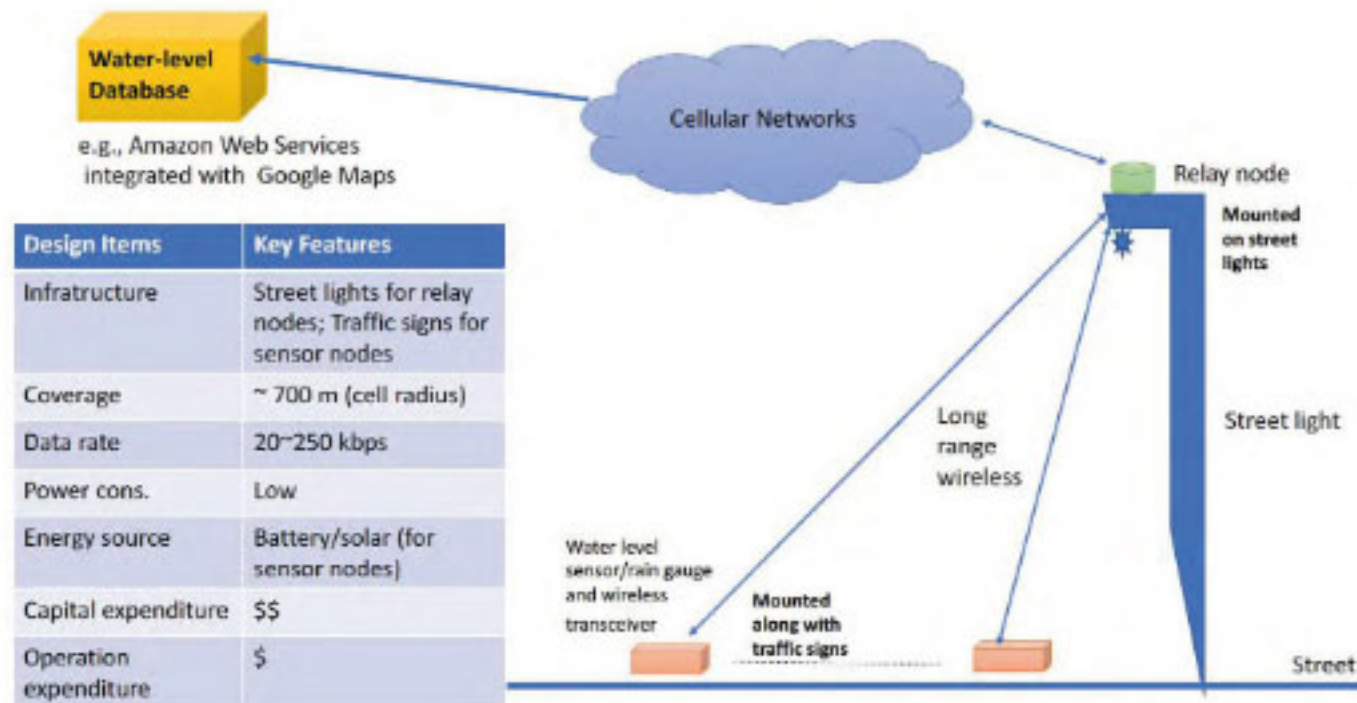 Water-level
Database
e.g., Amazon Web Services
integrated with Google Maps
Cellular Networks
Relay node
Mounted
on street
lights
Design Items Key Features
Infratructure Street lights for relay
nodes; Traffic signs for
sensor nodes
Coverage ~ 700 m (cell radius)
Data rate 20~250 kbps
Power cons. Low
Energy source Battery/solar (for
sensor nodes)
Capital expenditure $$
Operation $
expenditure
Long
range
wireless
Street light
Water level
sensor/rain gauge
and wireless
transceiver
Mounted
along with
traffic signs
Street